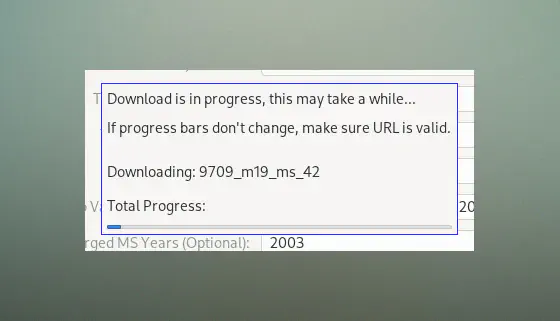 Download is in progress, this may take a while...
If progress bars don't change, make sure URL is valid.
Downloading: 9709_m19_ms_42
Total Progress:
20
rged MS Years (Optional): 2003